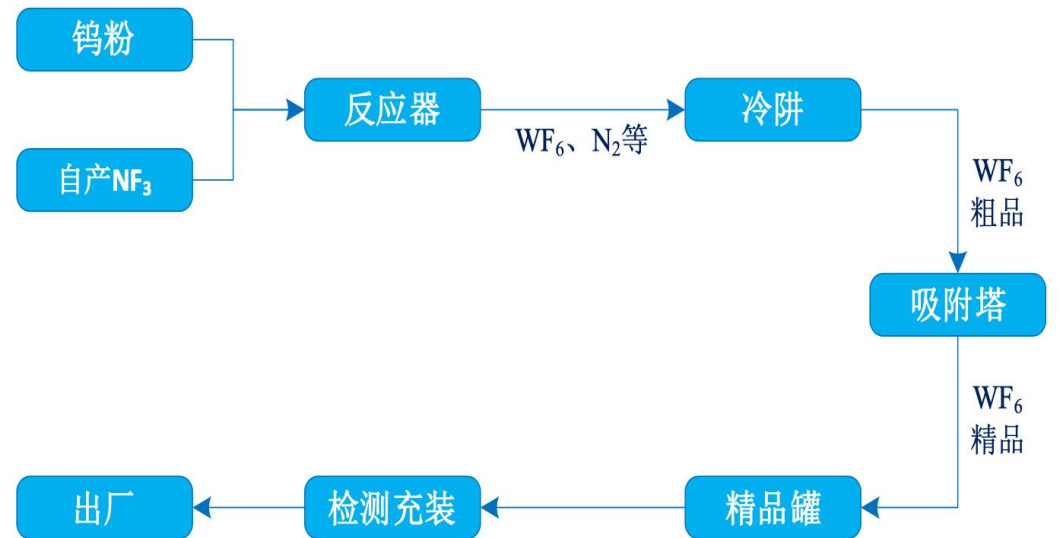 钨粉
自产NF₃
反应器
WF₆、N₂等
冷阱
WF₆
粗品
吸附塔
WF₆
精品
精品罐
检测充装
出厂